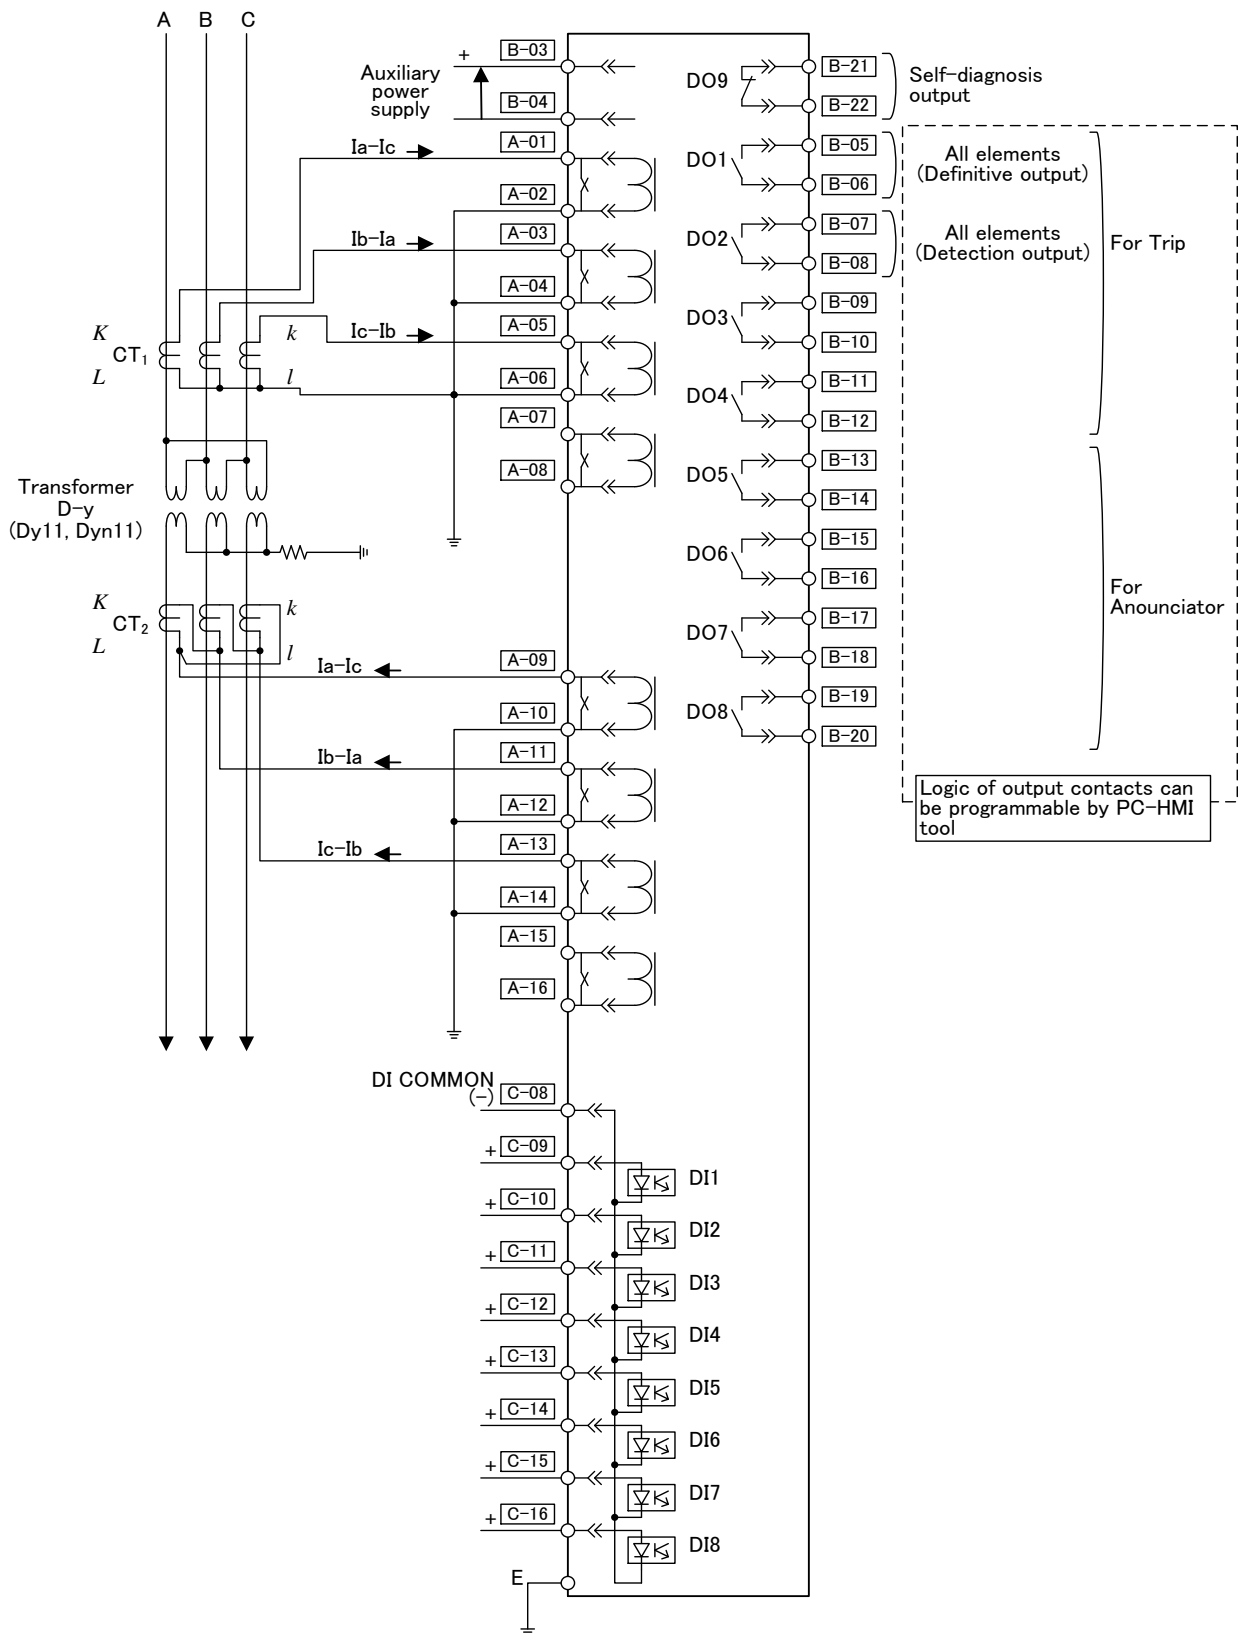 A B C
Auxiliary
power
supply
+ B-03
B-04
Ia-Ic
A-01
A-02
Ib-Ia
A-03
A-04
Ic-Ib
A-05
A-06
A-07
A-08
K
CT1
L
k
l
Transformer
D-y
(Dy11, Dyn11)
K
CT2
L
k
l
Ia-Ic
A-09
A-10
Ib-Ia
A-11
A-12
Ic-Ib
A-13
A-14
A-15
A-16
DI COMMON
(-) C-08
+ C-09
+ C-10
+ C-11
+ C-12
+ C-13
+ C-14
+ C-15
+ C-16
E
DI1
DI2
DI3
DI4
DI5
DI6
DI7
DI8
DO9
B-21
B-22
Self-diagnosis
output
DO1
B-05
B-06
All elements
(Definitive output)
DO2
B-07
B-08
All elements
(Detection output)
For Trip
DO3
B-09
B-10
DO4
B-11
B-12
DO5
B-13
B-14
DO6
B-15
B-16
For
Anounciator
DO7
B-17
B-18
DO8
B-19
B-20
Logic of output contacts can
be programmable by PC-HMI
tool